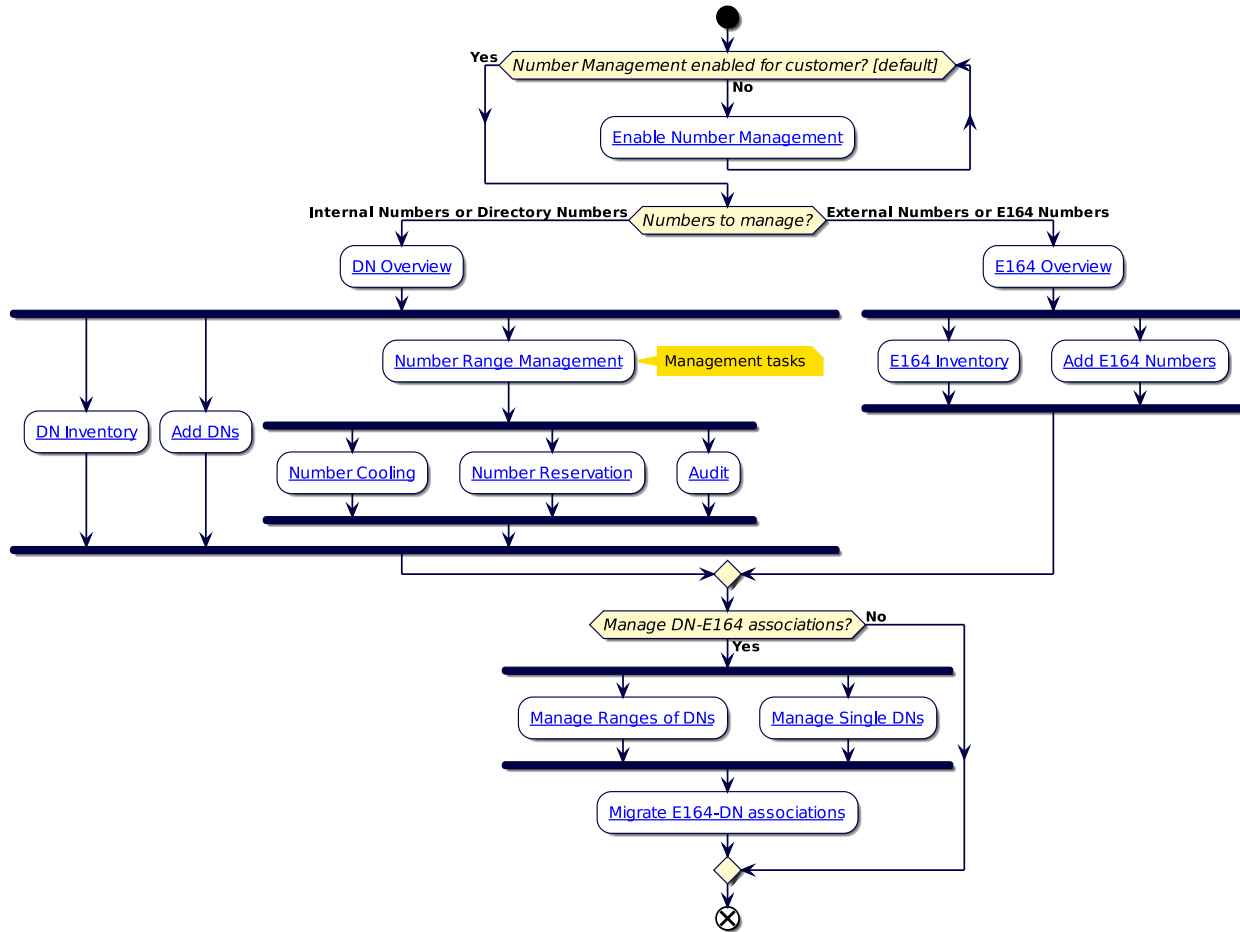 Yes
Number Management enabled for customer? [default]
No
Enable Number Management
Internal Numbers or Directory Numbers
Numbers to manage?
External Numbers or E164 Numbers
DN Overview
E164 Overview
Number Range Management
Management tasks
E164 Inventory
Add E164 Numbers
DN Inventory
Add DNs
Number Cooling
Number Reservation
Audit
Manage DN-E164 associations?
No
Yes
Manage Ranges of DNs
Manage Single DNs
Migrate E164-DN associations